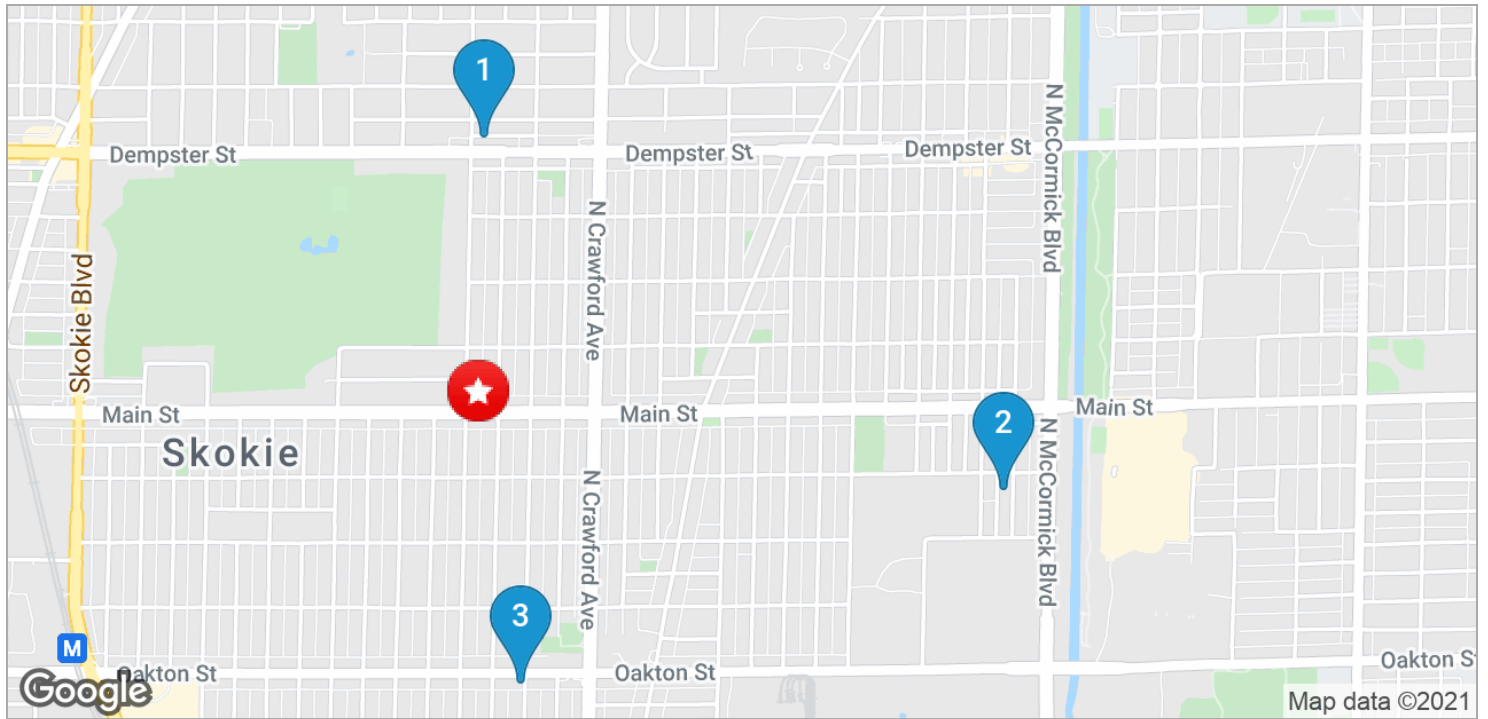 1
N McCormick Blvd
Dempster St
Dempster St
Dempster St
N Crawford Ave
Skokie Blvd
Main St
Main St
Main St
2
Skokie
N McCormick Blvd
N Crawford Ave
3
M
Oakton St
Oakton St
Oakton St
Google
Map data ©2021